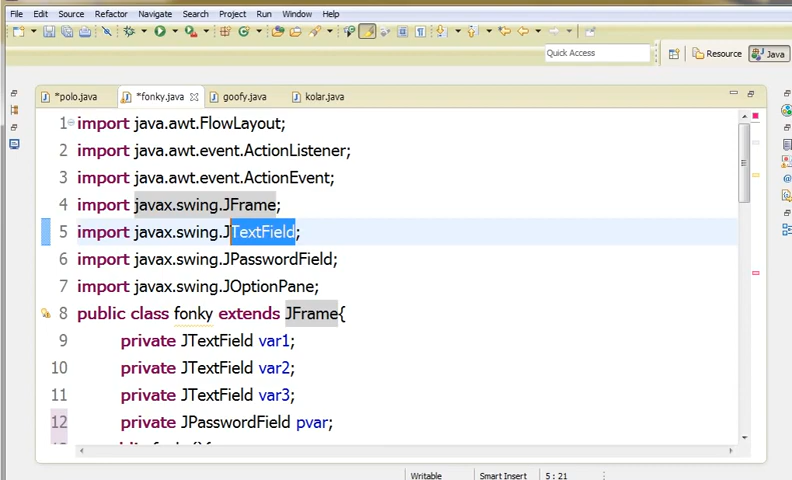 File Edit Source Refactor Navigate Search Project Run Window Help
Quick Access Resource Java
*polo.java *fonky.java goofy.java kolar.java
1 import java.awt.FlowLayout;
2 import java.awt.event.ActionListener;
3 import java.awt.event.ActionEvent;
4 import javax.swing.JFrame;
5 import javax.swing.JTextField;
6 import javax.swing.JPasswordField;
7 import javax.swing.JOptionPane;
8 public class fonky extends JFrame{
9 private JTextField var1;
10 private JTextField var2;
11 private JTextField var3;
12 private JPasswordField pvar;
Writable Smart Insert 5 : 21